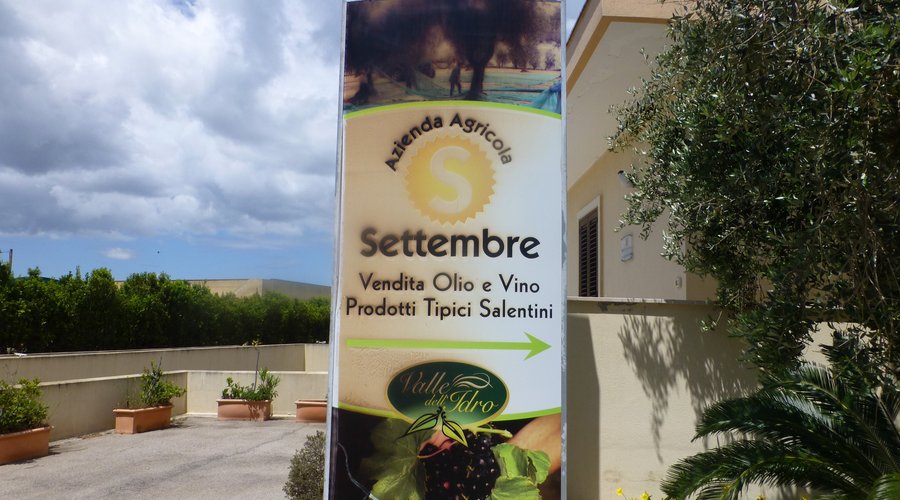 Azienda Agricola
S
Settembre
Vendita Olio e Vino
Prodotti Tipici Salentini
Valle
dell'Idro